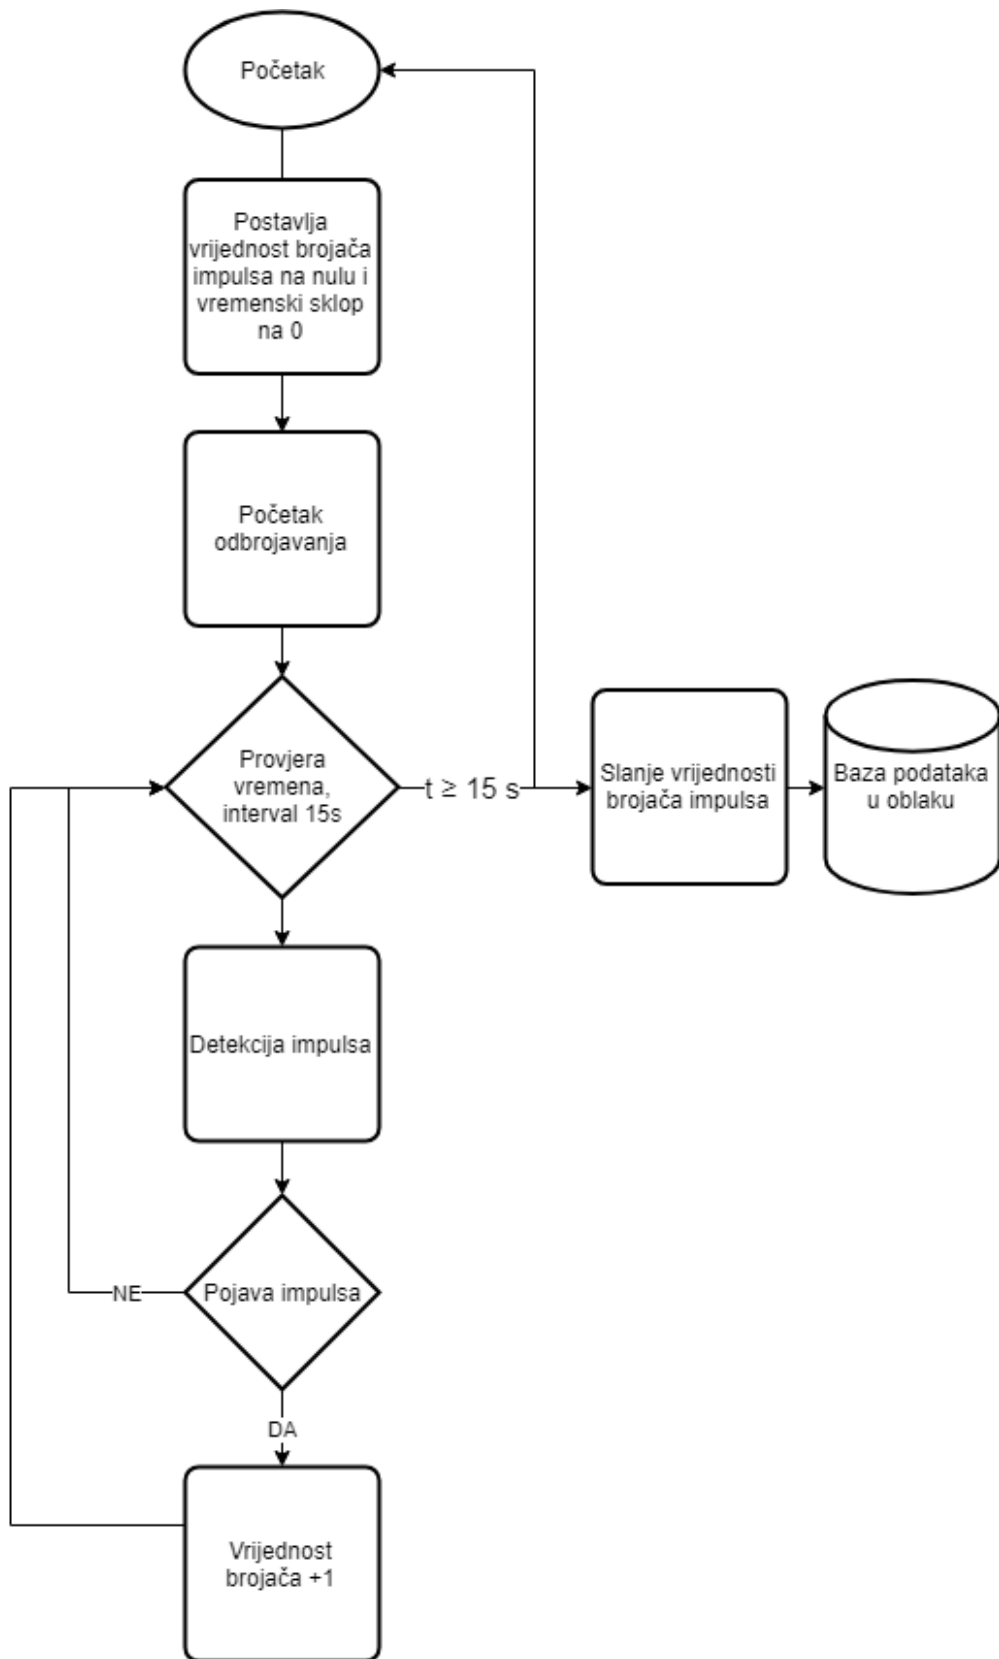 Početak
Postavlja
vrijednost brojača
impulsa na nulu i
vremenski sklop
na 0
Početak
odbrojavanja
Provjera
vremena,
interval 15s
t ≥ 15 s
Slanje vrijednosti
brojača impulsa
Baza podataka
u oblaku
Detekcija impulsa
Pojava impulsa
NE
DA
Vrijednost
brojača +1